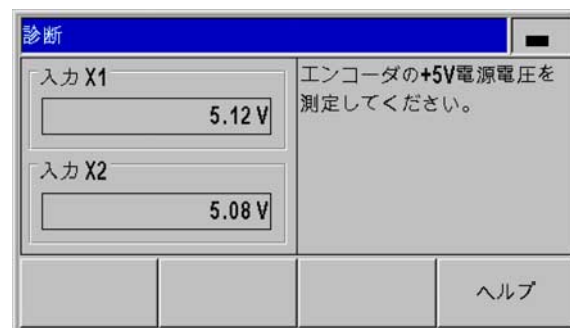 診断
入力 X1
5.12 V
入力 X2
5.08 V
エンコーダの+5V電源電圧を
測定してください。
ヘルプ